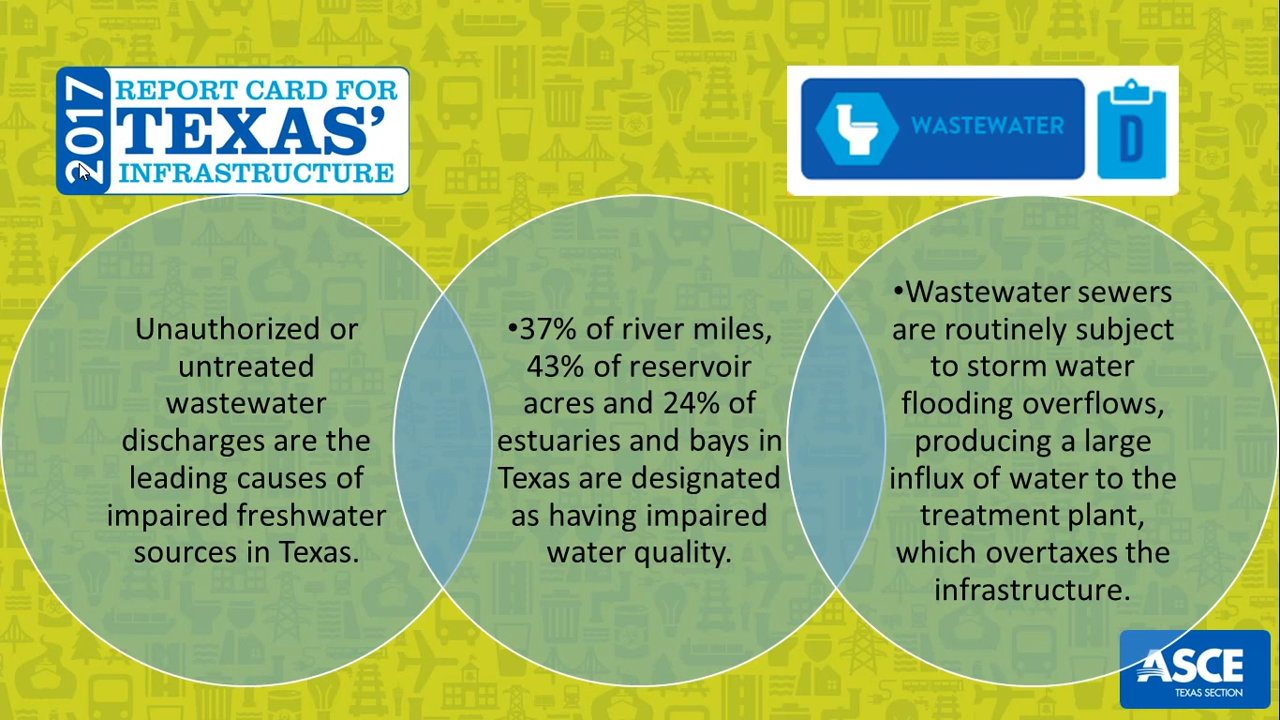 2017
REPORT CARD FOR
TEXAS'
INFRASTRUCTURE
WASTEWATER
D
Unauthorized or
untreated
wastewater
discharges are the
leading causes of
impaired freshwater
sources in Texas.
•37% of river miles,
43% of reservoir
acres and 24% of
estuaries and bays in
Texas are designated
as having impaired
water quality.
•Wastewater sewers
are routinely subject
to storm water
flooding overflows,
producing a large
influx of water to the
treatment plant,
which overtaxes the
infrastructure.
ASCE
TEXAS SECTION